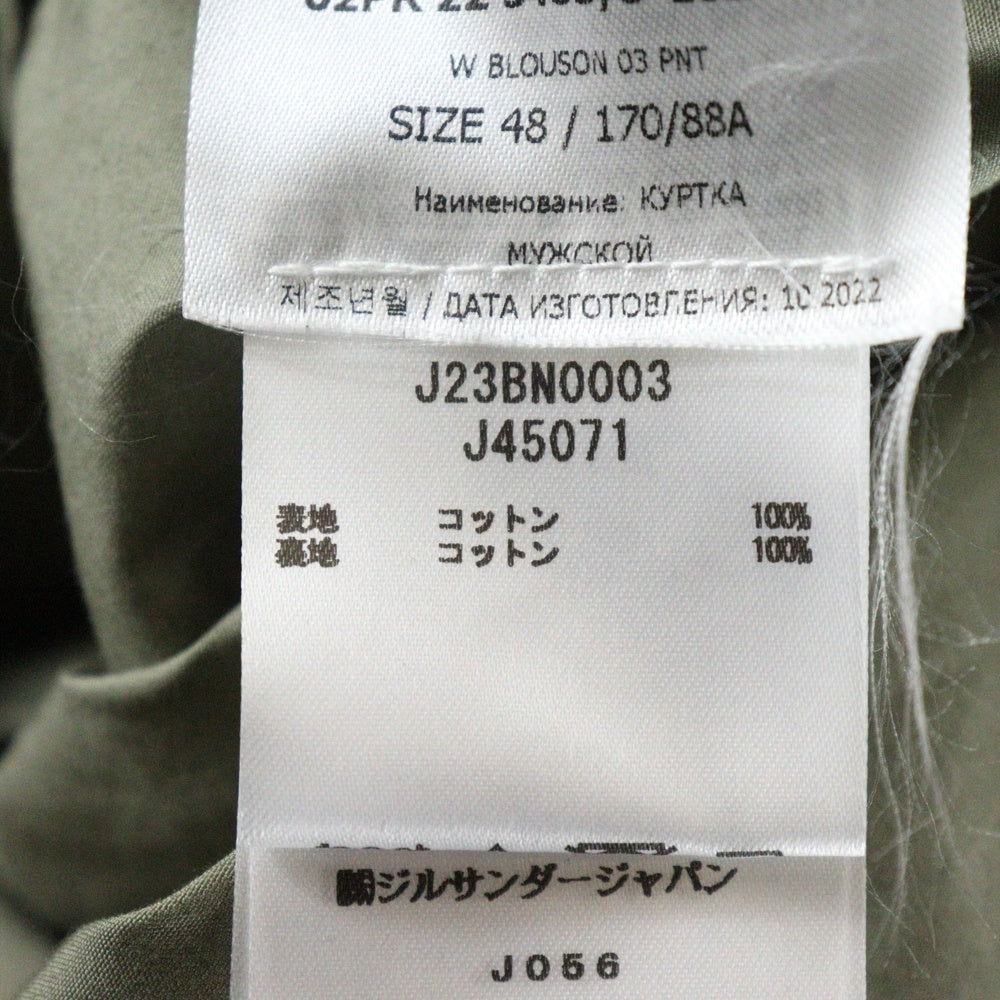 W BLOUSON 03 PNT
SIZE 48 / 170/88A
Наименование: КУРТКА
МУЖСКОЙ
제조년월 / ДАТА ИЗГОТОВЛЕНИЯ: 10 2022
J23BN0003
J45071
表地 コットン 100%
裏地 コットン 100%
㈱ジルサンダージャパン
J056